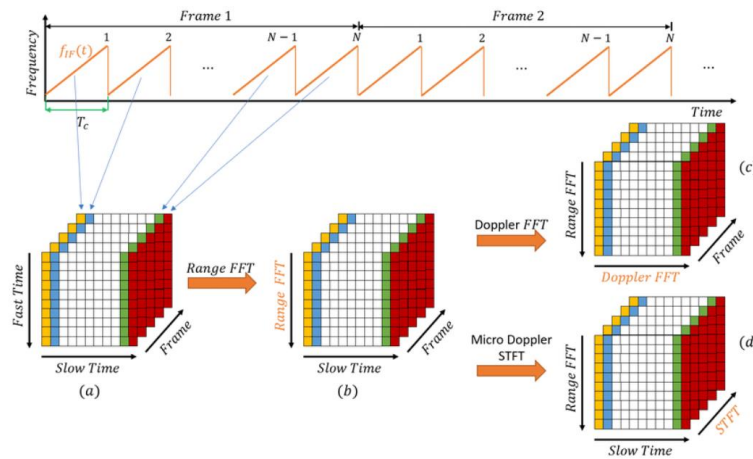 Frame 1
Frame 2
Frequency
f_IF(t)
1
2
...
N − 1
N
1
2
...
N − 1
N
...
T_c
Time
Fast Time
Slow Time
Frame
(a)
Range FFT
Range FFT
Slow Time
Frame
(b)
Doppler FFT
Range FFT
Doppler FFT
Frame
(c
Micro Doppler
STFT
Range FFT
Slow Time
STFT
(d